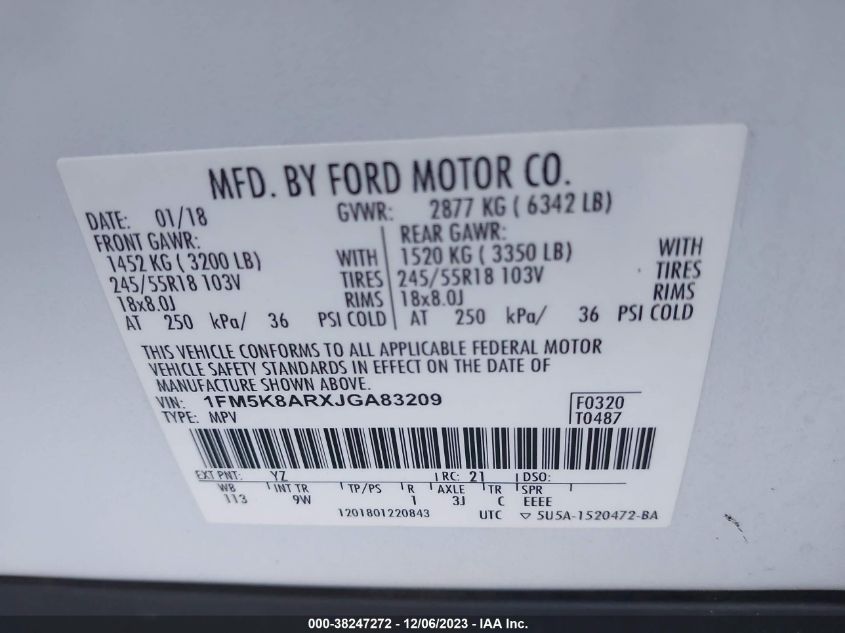 MFD. BY FORD MOTOR CO.
DATE: 01/18 GVWR: 2877 KG ( 6342 LB)
FRONT GAWR: REAR GAWR:
1452 KG ( 3200 LB) WITH 1520 KG ( 3350 LB) WITH
245/55R18 103V TIRES 245/55R18 103V TIRES
18x8.0J RIMS 18x8.0J RIMS
AT 250 kPa/ 36 PSI COLD AT 250 kPa/ 36 PSI COLD
THIS VEHICLE CONFORMS TO ALL APPLICABLE FEDERAL MOTOR
VEHICLE SAFETY STANDARDS IN EFFECT ON THE DATE OF
MANUFACTURE SHOWN ABOVE.
VIN: 1FM5K8ARXJGA83209 F0320
TYPE: MPV T0487
EXT PNT: YZ RC: 21 DSO:
WB INT TR TP/PS R AXLE TR SPR
113 9W 1 3J C EEEE
1201801220843 UTC ▽ 5U5A-1520472-BA
000-38247272 - 12/06/2023 - IAA Inc.